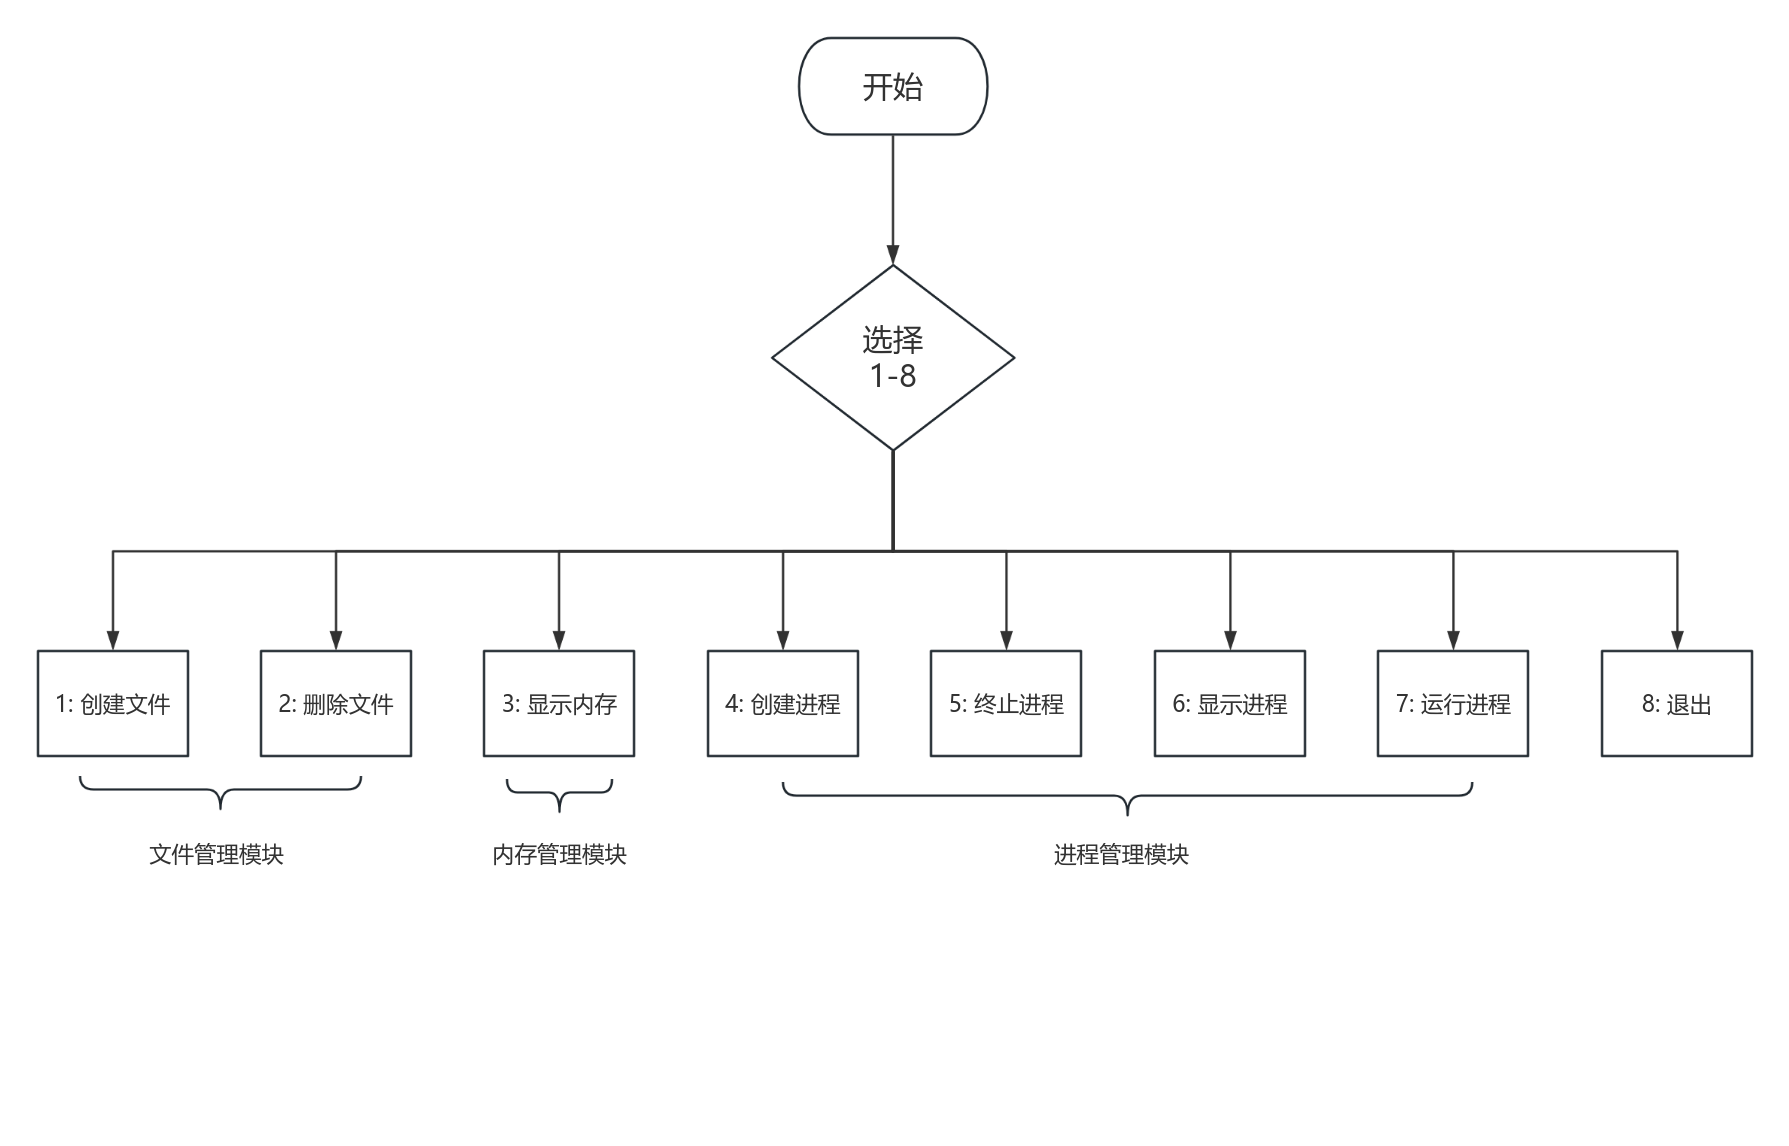 开始
选择
1-8
1: 创建文件
2: 删除文件
3: 显示内存
4: 创建进程
5: 终止进程
6: 显示进程
7: 运行进程
8: 退出
文件管理模块
内存管理模块
进程管理模块